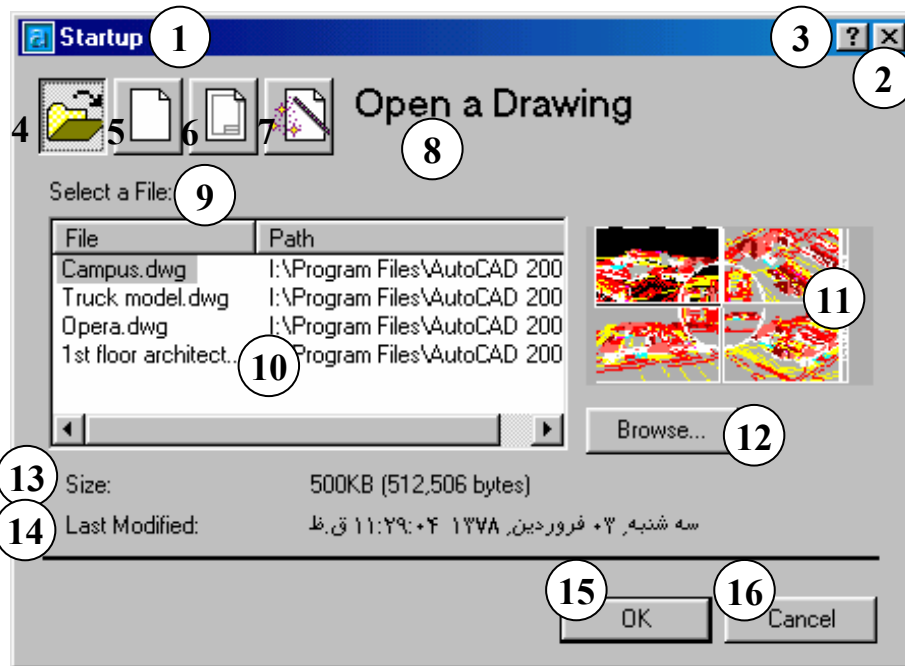 Startup 1 3 ? × 2
4 5 6 7 Open a Drawing
8
Select a File: 9
File Path
Campus.dwg I:\Program Files\AutoCAD 200
Truck model.dwg I:\Program Files\AutoCAD 200
Opera.dwg I:\Program Files\AutoCAD 200
1st floor architect... Program Files\AutoCAD 200
10
11
Browse... 12
13 Size: 500KB (512,506 bytes)
14 Last Modified: سه شنبه, ۰۳ فروردین, ۱۳۷۸ ۱۱:۲۹:۰۴ ق.ظ
15 OK 16 Cancel